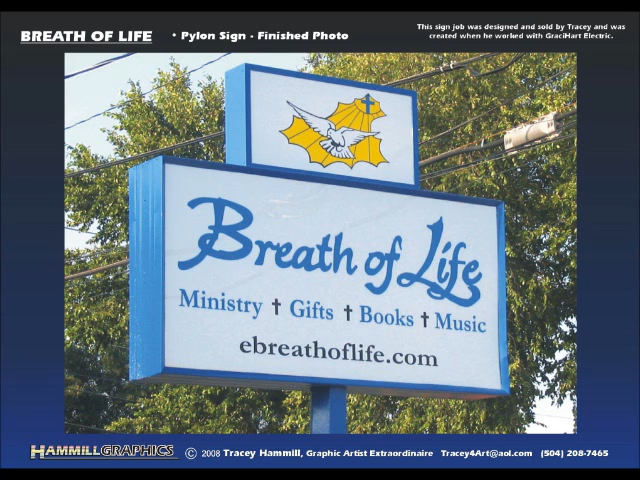 BREATH OF LIFE • Pylon Sign - Finished Photo
This sign job was designed and sold by Tracey and was
created when he worked with GraciHart Electric.
Breath of Life
Ministry † Gifts † Books † Music
ebreathoflife.com
HAMMILLGRAPHICS © 2008 Tracey Hammill, Graphic Artist Extraordinaire Tracey4Art@aol.com (504) 208-7465